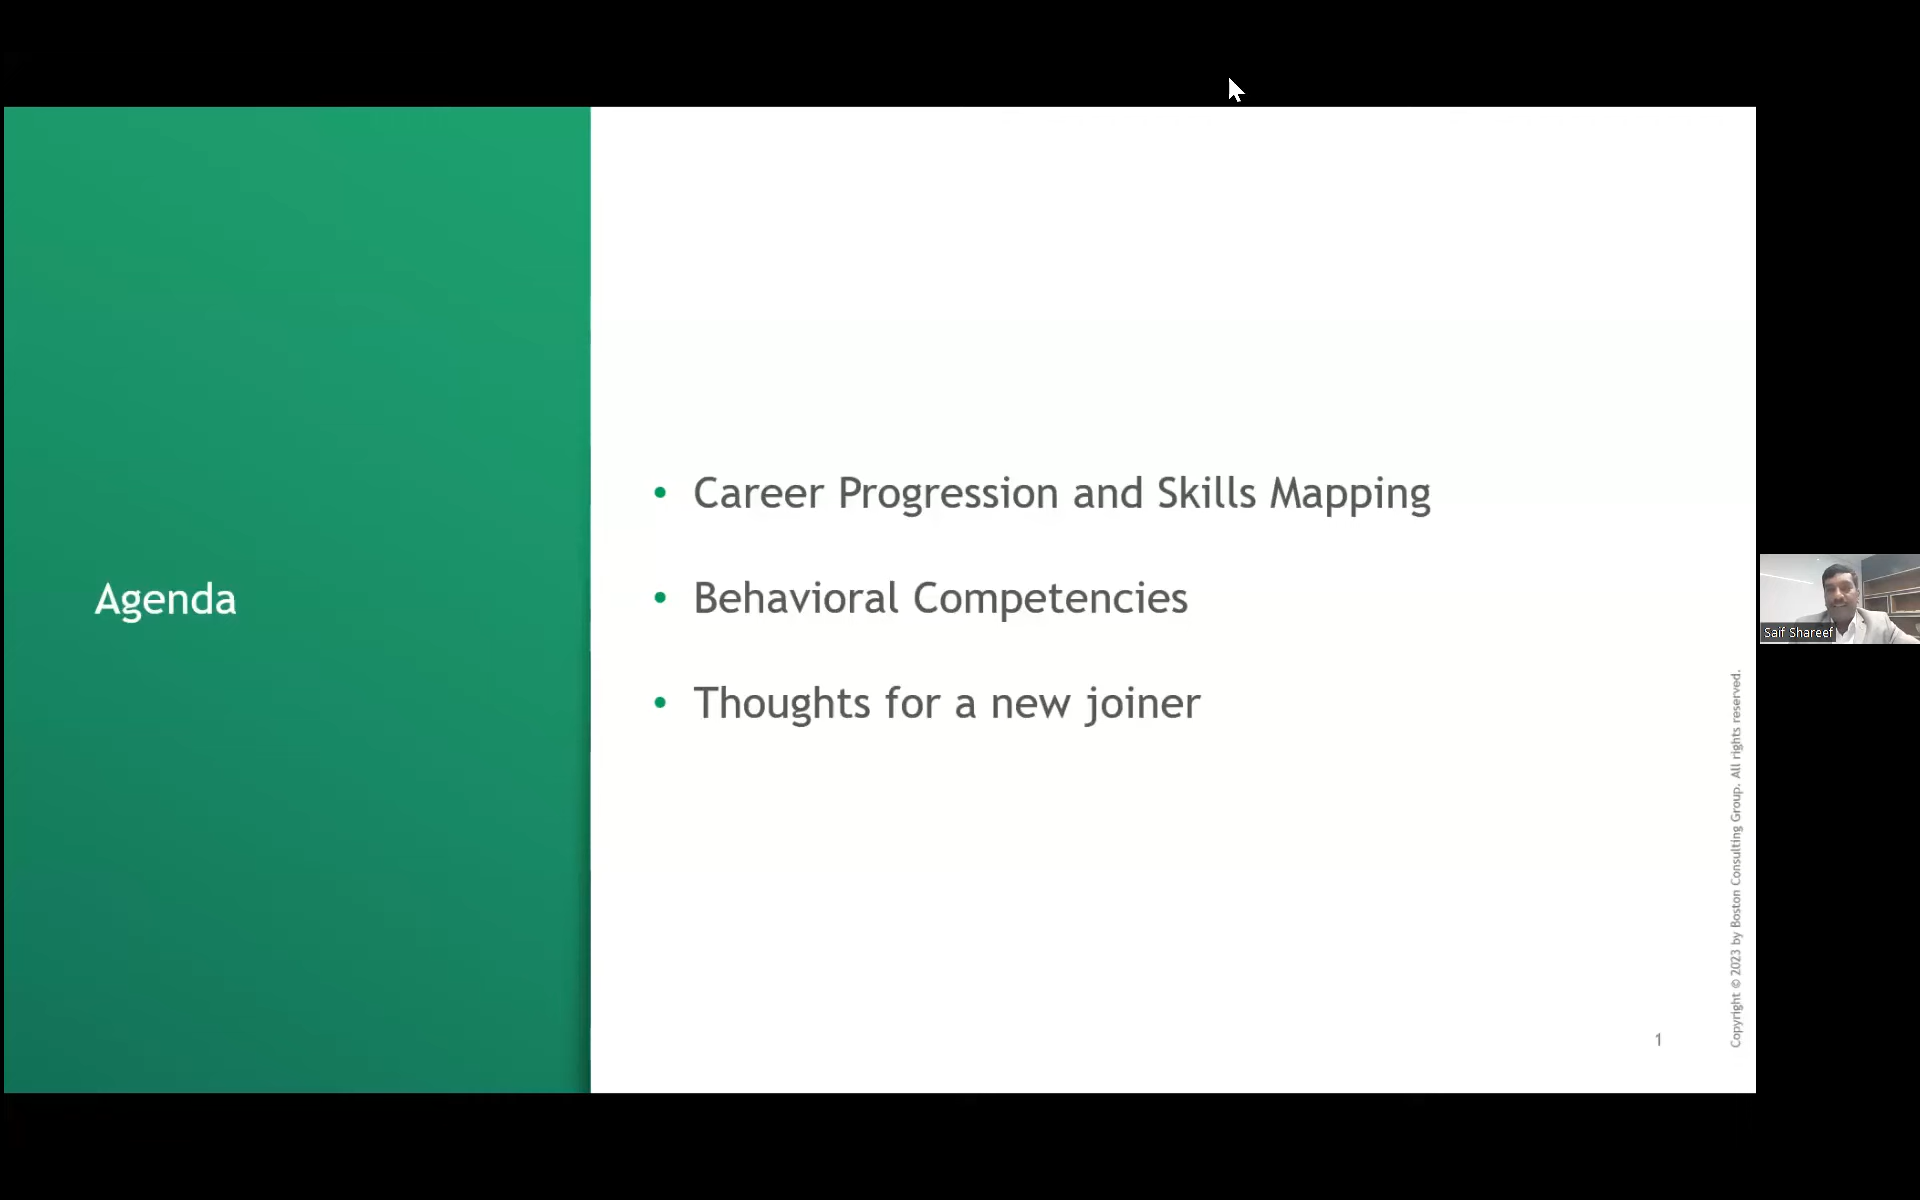 Agenda
• Career Progression and Skills Mapping
• Behavioral Competencies
• Thoughts for a new joiner
Saif Shareef
Copyright © 2023 by Boston Consulting Group. All rights reserved.
1